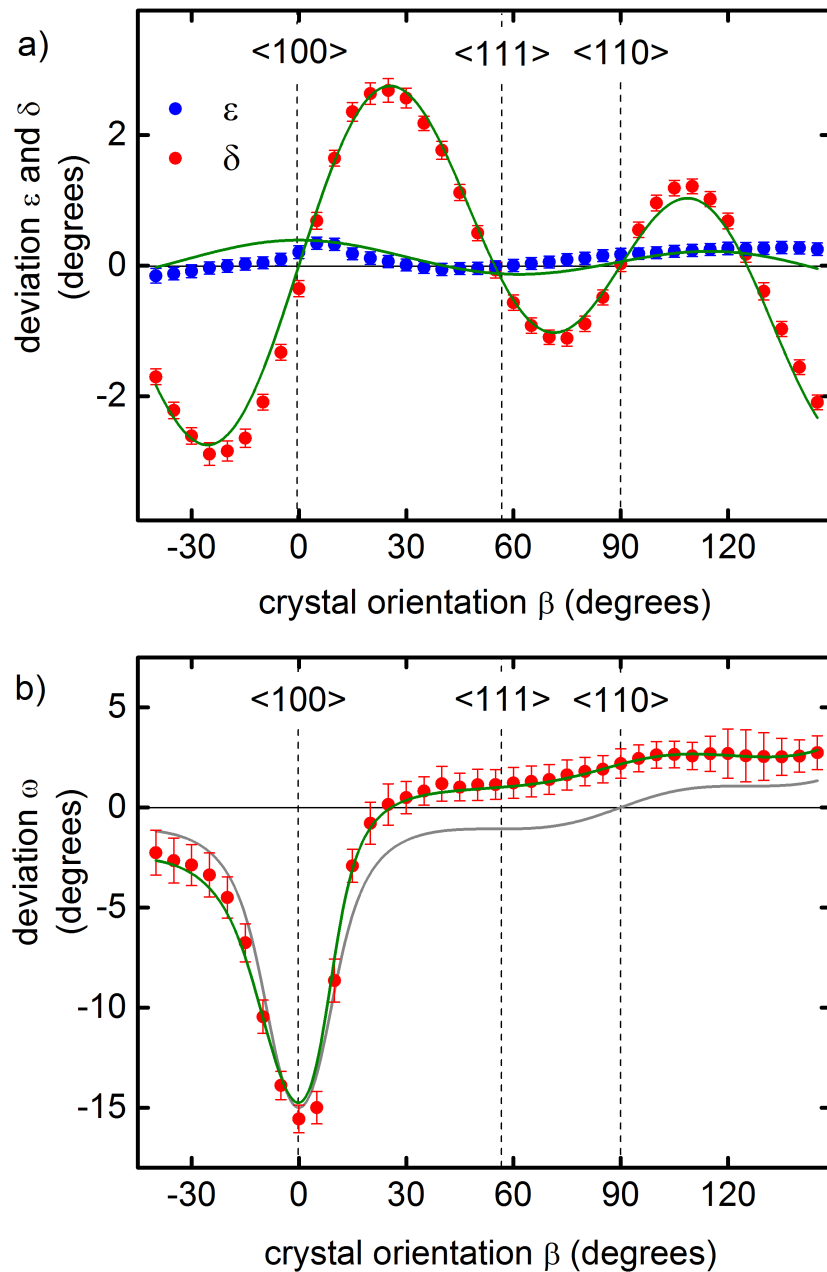 a)
<100>
<111>
<110>
ε
δ
2
0
-2
deviation ε and δ
(degrees)
-30
0
30
60
90
120
crystal orientation β (degrees)
b)
<100>
<111>
<110>
5
0
-5
-10
-15
deviation ω
(degrees)
-30
0
30
60
90
120
crystal orientation β (degrees)